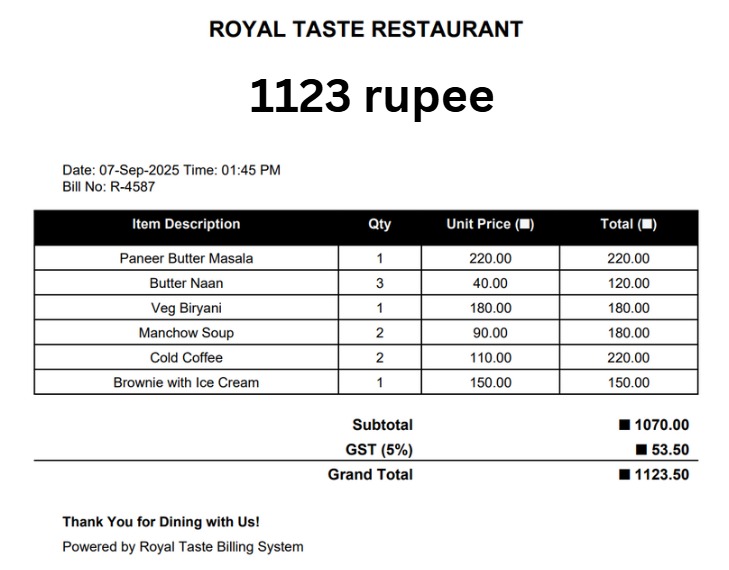 ROYAL TASTE RESTAURANT
1123 rupee
Date: 07-Sep-2025 Time: 01:45 PM
Bill No: R-4587
Item Description Qty Unit Price (■) Total (■)
Paneer Butter Masala 1 220.00 220.00
Butter Naan 3 40.00 120.00
Veg Biryani 1 180.00 180.00
Manchow Soup 2 90.00 180.00
Cold Coffee 2 110.00 220.00
Brownie with Ice Cream 1 150.00 150.00
Subtotal ■ 1070.00
GST (5%) ■ 53.50
Grand Total ■ 1123.50
Thank You for Dining with Us!
Powered by Royal Taste Billing System